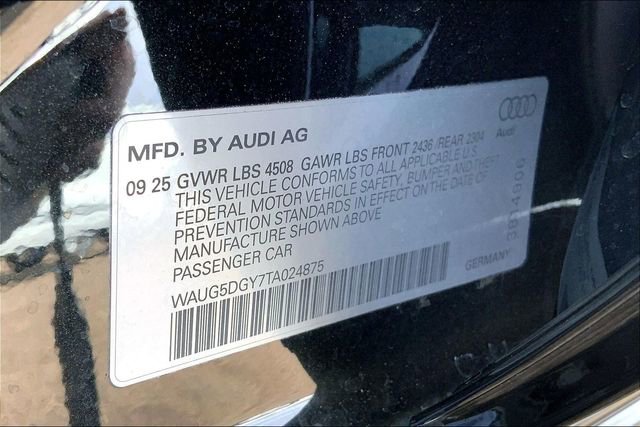 MFD. BY AUDI AG
Audi
09 25 GVWR LBS 4508 GAWR LBS FRONT 2436 /REAR 2304
THIS VEHICLE CONFORMS TO ALL APPLICABLE U.S.
FEDERAL MOTOR VEHICLE SAFETY, BUMPER AND THEFT
PREVENTION STANDARDS IN EFFECT ON THE DATE OF
MANUFACTURE SHOWN ABOVE
PASSENGER CAR
WAUG5DGY7TA024875
GERMANY
3814906